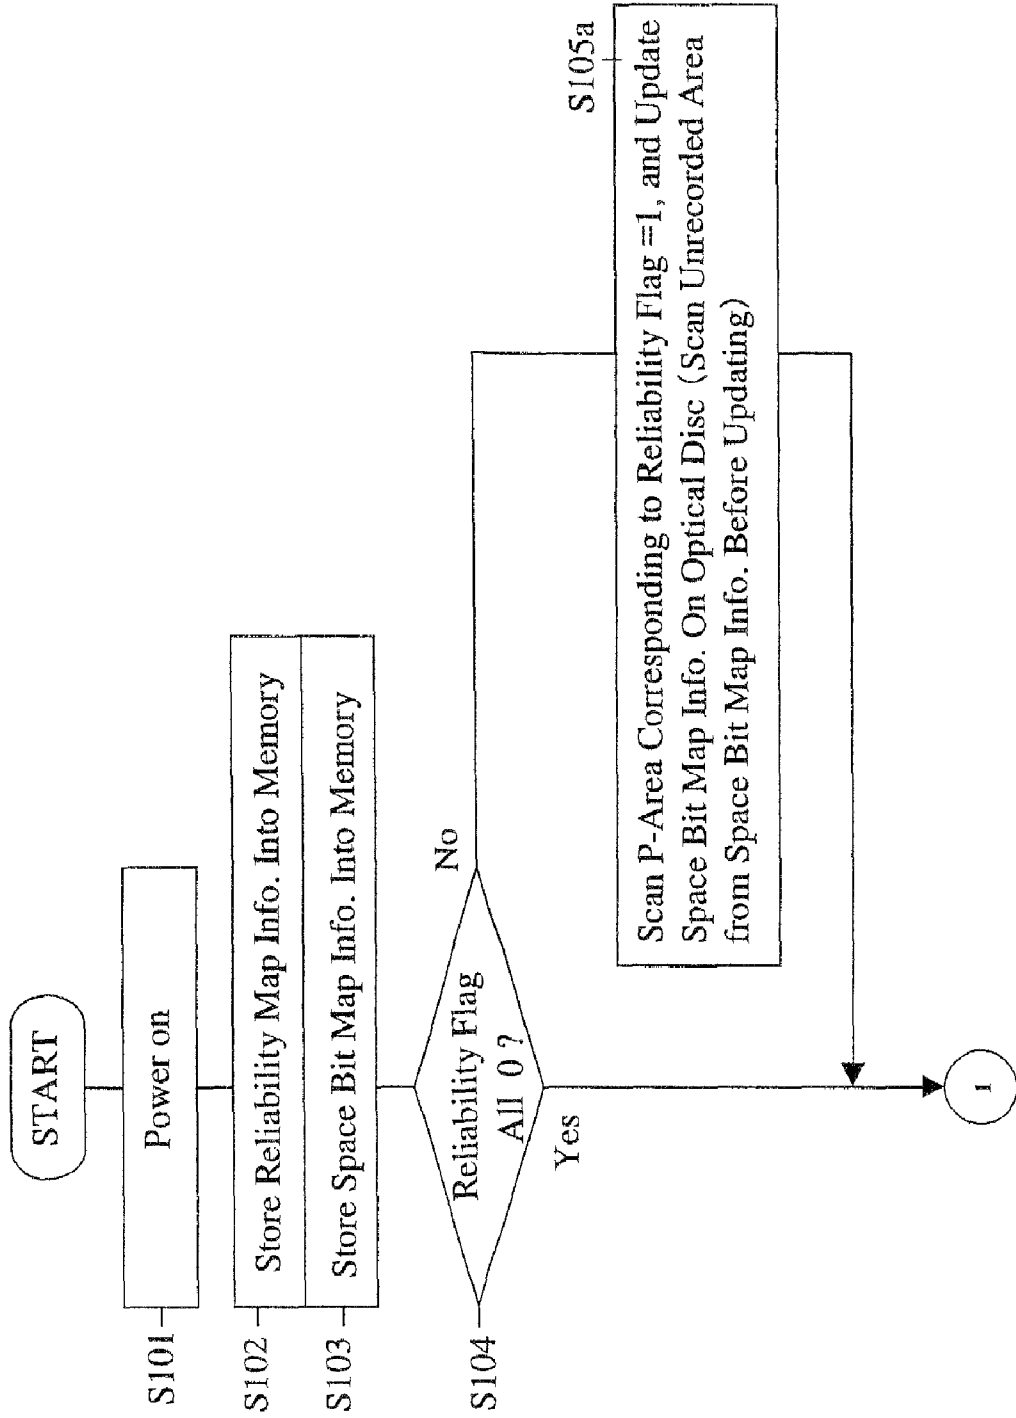 START
S101
Power on
S102
Store Reliability Map Info. Into Memory
S103
Store Space Bit Map Info. Into Memory
S104
Reliability Flag
All 0 ?
No
Yes
S105a
Scan P-Area Corresponding to Reliability Flag =1, and Update
Space Bit Map Info. On Optical Disc (Scan Unrecorded Area
from Space Bit Map Info. Before Updating)
1